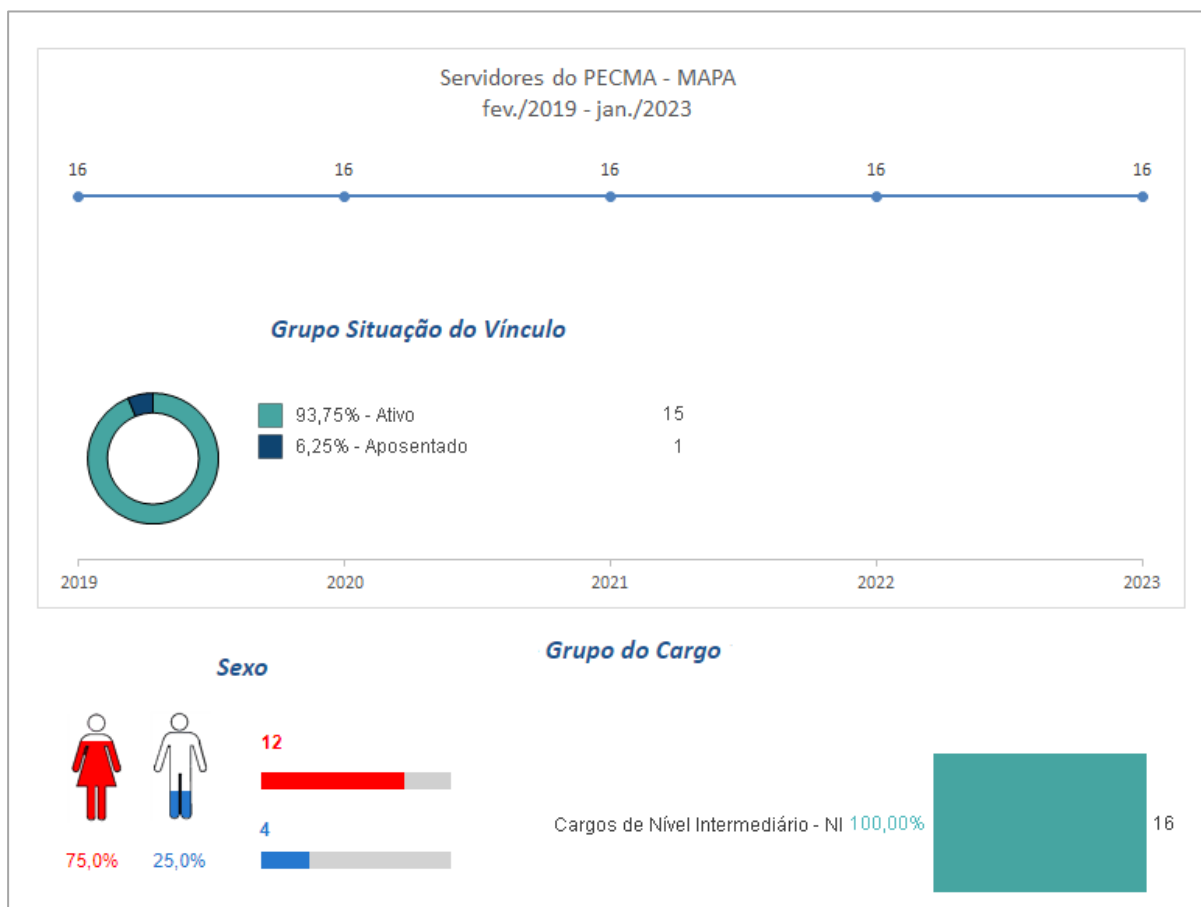 Servidores do PECMA - MAPA
fev./2019 - jan./2023
16 16 16 16 16
Grupo Situação do Vínculo
93,75% - Ativo 15
6,25% - Aposentado 1
2019 2020 2021 2022 2023
Sexo
12
4
75,0% 25,0%
Grupo do Cargo
Cargos de Nível Intermediário - NI 100,00% 16